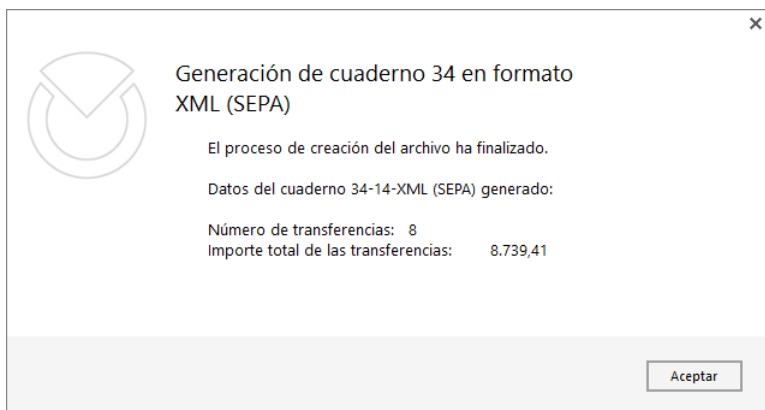 Generación de cuaderno 34 en formato
XML (SEPA)
El proceso de creación del archivo ha finalizado.
Datos del cuaderno 34-14-XML (SEPA) generado:
Número de transferencias: 8
Importe total de las transferencias: 8.739,41
Aceptar